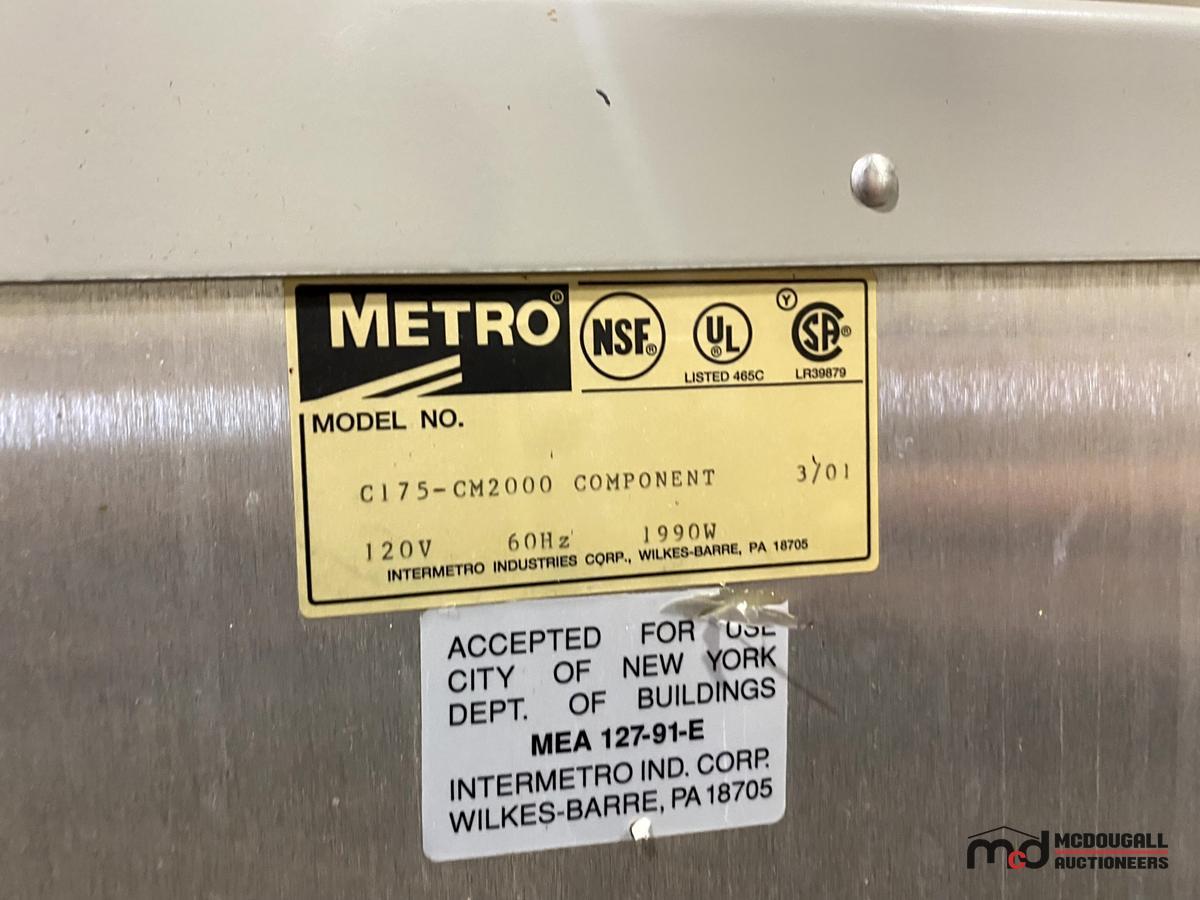 METRO®
NSF®
UL®
LISTED 465C
Y
SA®
LR39879
MODEL NO.
C175-CM2000 COMPONENT 3/01
120V 60Hz 1990W
INTERMETRO INDUSTRIES CORP., WILKES-BARRE, PA 18705
ACCEPTED FOR USE
CITY OF NEW YORK
DEPT. OF BUILDINGS
MEA 127-91-E
INTERMETRO IND. CORP.
WILKES-BARRE, PA 18705
mcd MCDOUGALL
AUCTIONEERS